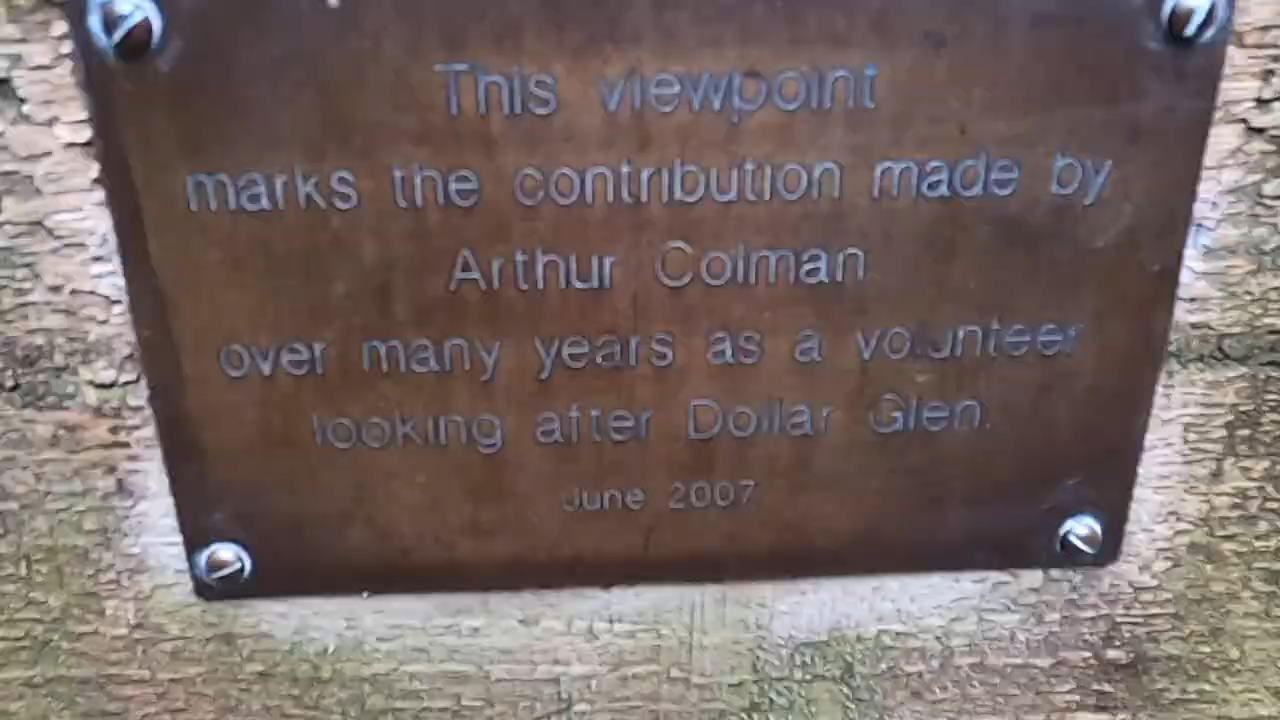 This viewpoint
marks the contribution made by
Arthur Colman
over many years as a volunteer
looking after Dollar Glen.
June 2007